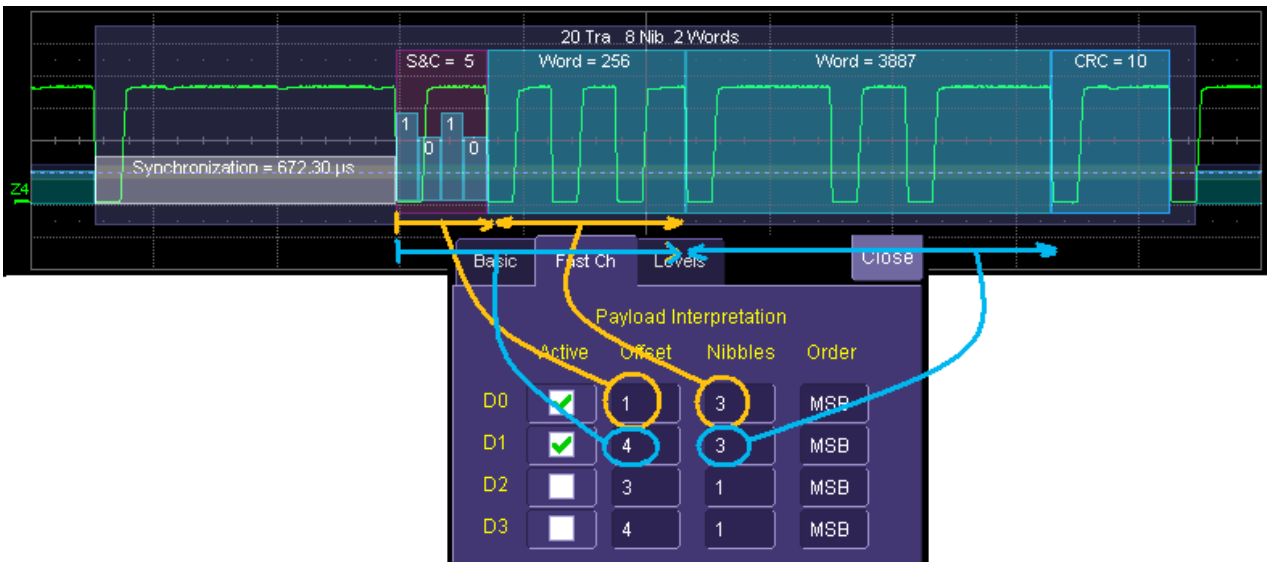 20 Tra 8 Nib 2 Words
S&C = 5 Word = 256 Word = 3887 CRC = 10
1 1
0 0
Synchronization = 672.30 µs
Z4
Basic Fast Ch Levels Close
Payload Interpretation
Active Offset Nibbles Order
D0 1 3 MSB
D1 4 3 MSB
D2 3 1 MSB
D3 4 1 MSB